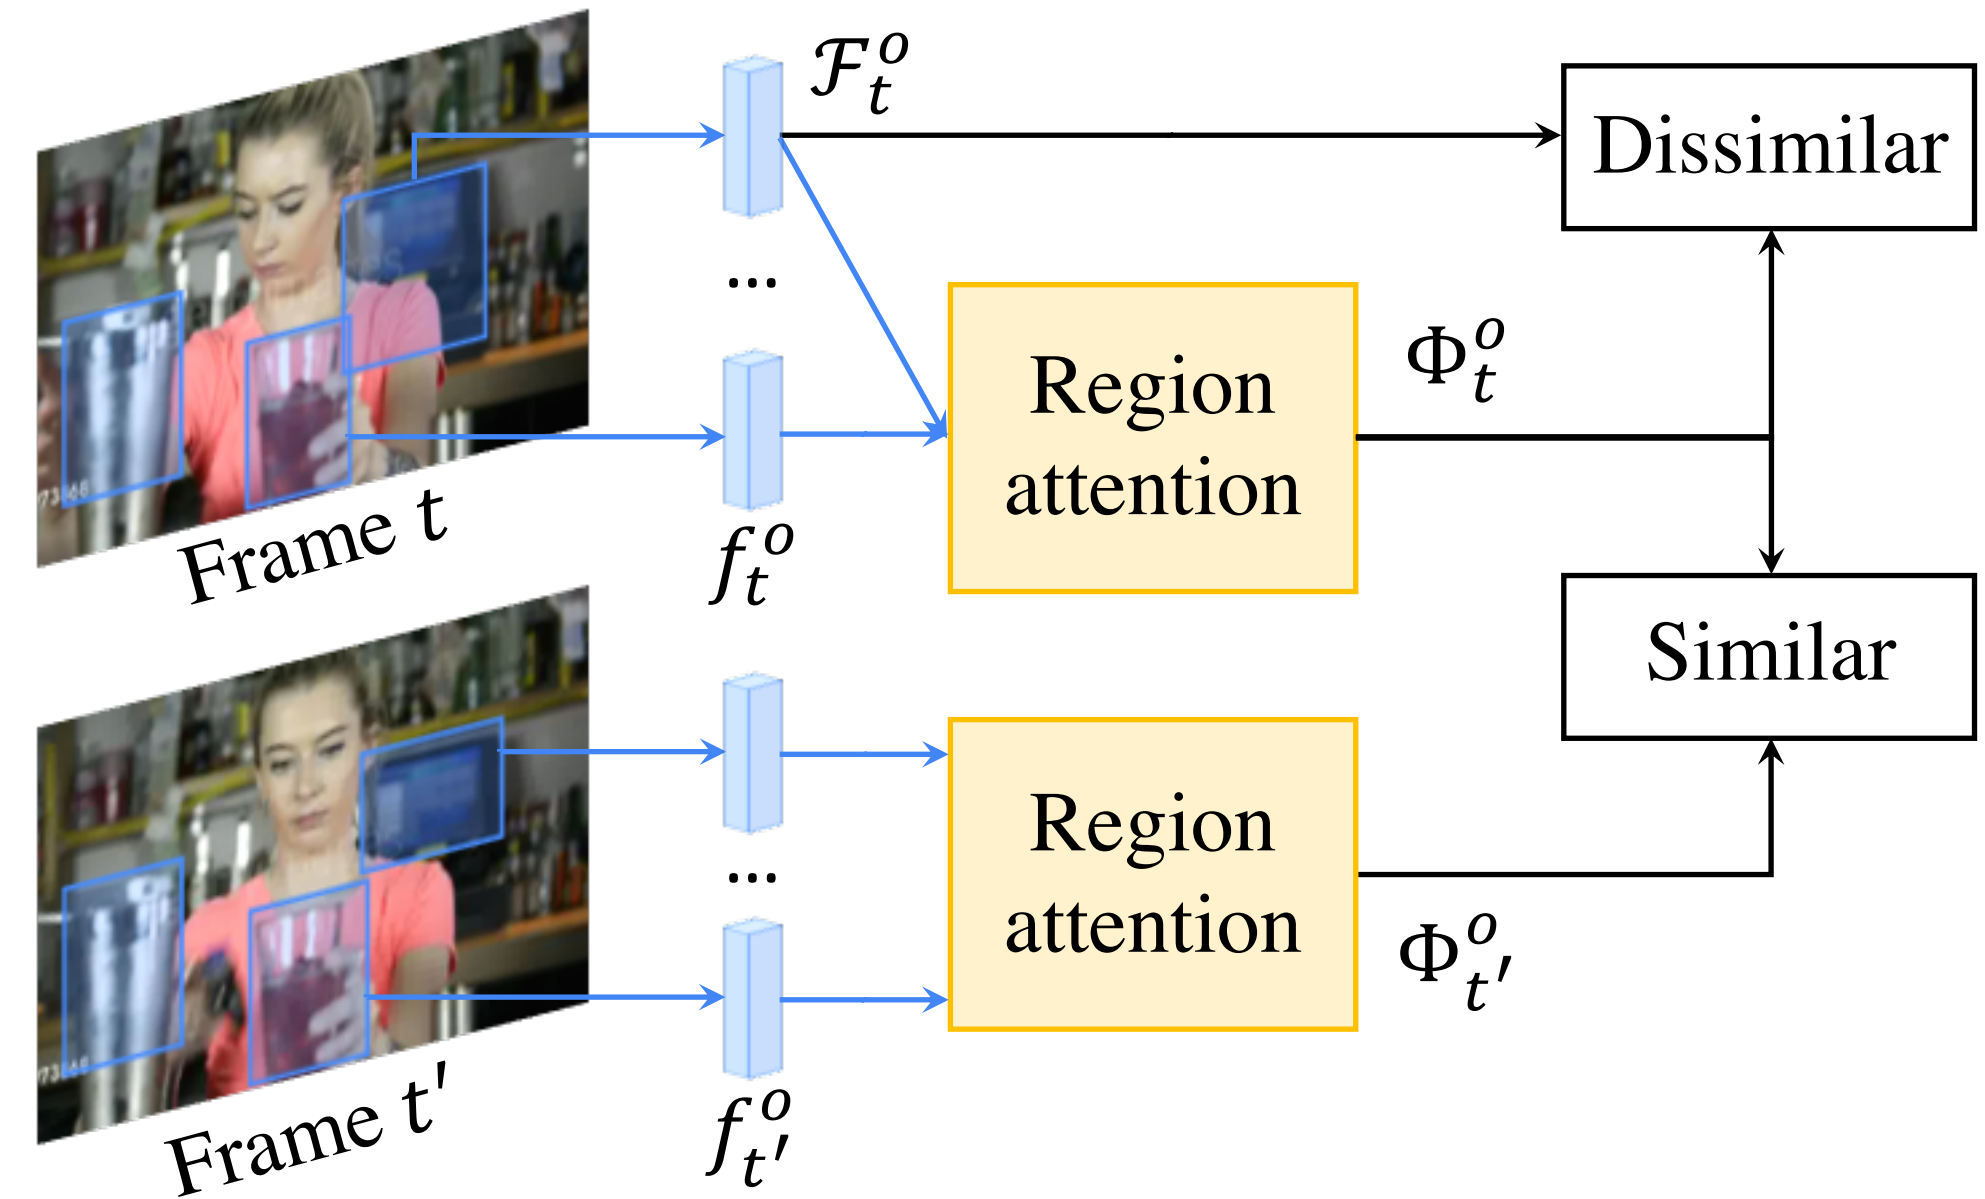 ℱₜᵒ
Dissimilar
...
Region
attention
Φₜᵒ
Frame t
fₜᵒ
Similar
...
Region
attention
Φₜ′ᵒ
Frame t′
fₜ′ᵒ